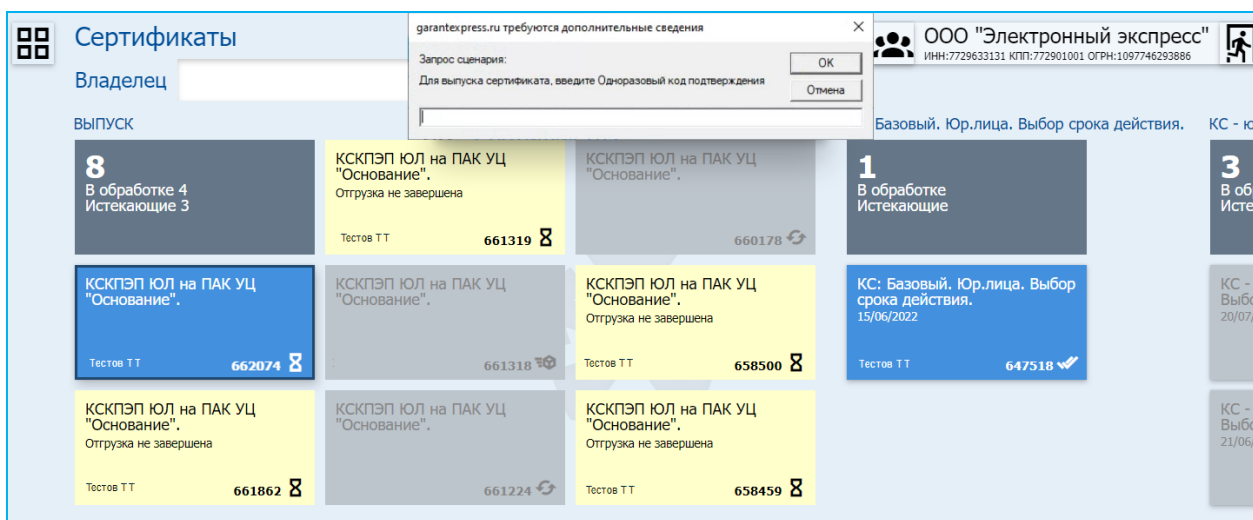 Сертификаты
Владелец
garantexpress.ru требуются дополнительные сведения
Запрос сценария:
Для выпуска сертификата, введите Одноразовый код подтверждения
OK
Отмена
ООО "Электронный экспресс"
ИНН:7729633131 КПП:772901001 ОГРН:1097746293886
ВЫПУСК
Базовый. Юр.лица. Выбор срока действия.
КС - ю
8
В обработке 4
Истекающие 3
КСКПЭП ЮЛ на ПАК УЦ
"Основание".
Отгрузка не завершена
Тестов Т Т
661319
КСКПЭП ЮЛ на ПАК УЦ
"Основание".
660178
1
В обработке
Истекающие
3
В об
Исте
КСКПЭП ЮЛ на ПАК УЦ
"Основание".
Тестов Т Т
662074
КСКПЭП ЮЛ на ПАК УЦ
"Основание".
661318
КСКПЭП ЮЛ на ПАК УЦ
"Основание".
Отгрузка не завершена
Тестов Т Т
658500
КС: Базовый. Юр.лица. Выбор
срока действия.
15/06/2022
Тестов Т Т
647518
КС -
Выбо
20/07/
КСКПЭП ЮЛ на ПАК УЦ
"Основание".
Отгрузка не завершена
Тестов Т Т
661862
КСКПЭП ЮЛ на ПАК УЦ
"Основание".
661224
КСКПЭП ЮЛ на ПАК УЦ
"Основание".
Отгрузка не завершена
Тестов Т Т
658459
КС -
Выбо
21/06/